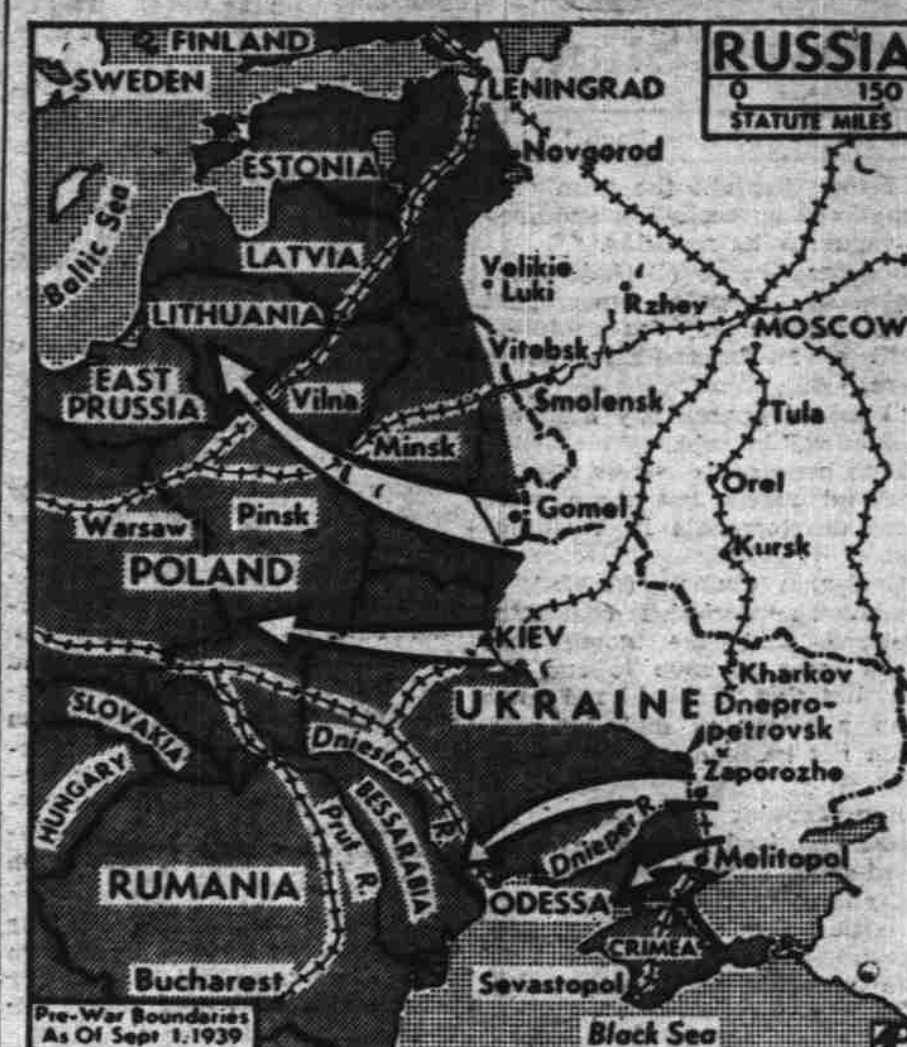 FINLAND
SWEDEN
RUSSIA
0 150
STATUTE MILES
LENINGRAD
Novgorod
ESTONIA
Baltic Sea
LATVIA
Velikie
Luki
Rzhev
LITHUANIA
MOSCOW
Vitebsk
EAST
PRUSSIA
Vilna
Smolensk
Tula
Minsk
Orel
Warsaw
Pinsk
Gomel
POLAND
Kursk
KIEV
Kharkov
SLOVAKIA
UKRAINE
Dnepro-
petrovsk
Dniester R.
HUNGARY
BESSARABIA
Zaporozhe
Prut R.
Dnieper R.
Melitopol
RUMANIA
ODESSA
CRIMEA
Bucharest
Sevastopol
Pre-War Boundaries
As Of Sept 1, 1939
Black Sea